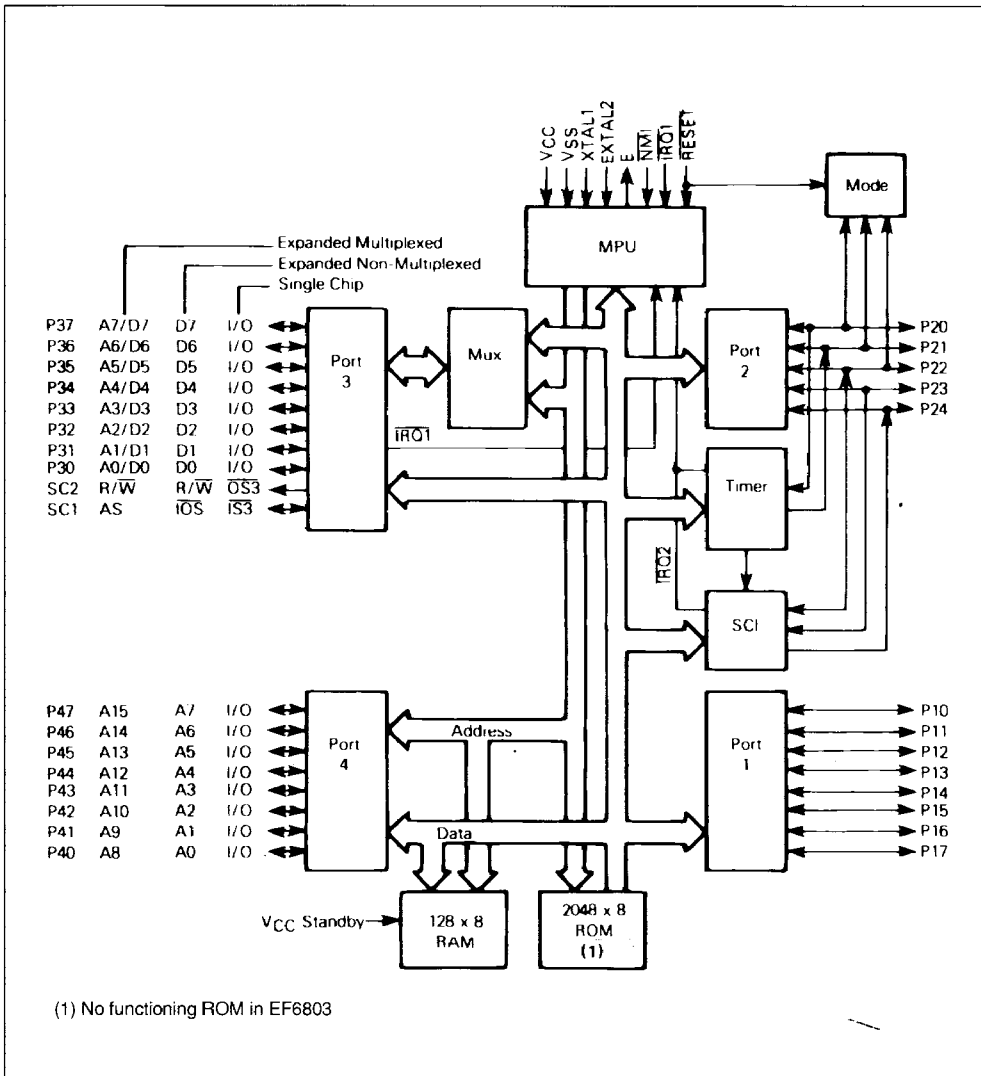 VCC
VSS
XTAL1
EXTAL2
E
NMI
IRQ1
RESET
Mode
MPU
Expanded Multiplexed
Expanded Non-Multiplexed
Single Chip
P37 A7/D7 D7 I/O
P36 A6/D6 D6 I/O
P35 A5/D5 D5 I/O
P34 A4/D4 D4 I/O
P33 A3/D3 D3 I/O
P32 A2/D2 D2 I/O
P31 A1/D1 D1 I/O
P30 A0/D0 D0 I/O
SC2 R/W R/W OS3
SC1 AS IOS IS3
Port
3
Mux
IRQ1
Port
2
P20
P21
P22
P23
P24
Timer
IRQ2
SCI
P47 A15 A7 I/O
P46 A14 A6 I/O
P45 A13 A5 I/O
P44 A12 A4 I/O
P43 A11 A3 I/O
P42 A10 A2 I/O
P41 A9 A1 I/O
P40 A8 A0 I/O
Port
4
Address
Data
Port
1
P10
P11
P12
P13
P14
P15
P16
P17
VCC Standby
128 x 8
RAM
2048 x 8
ROM
(1)
(1) No functioning ROM in EF6803